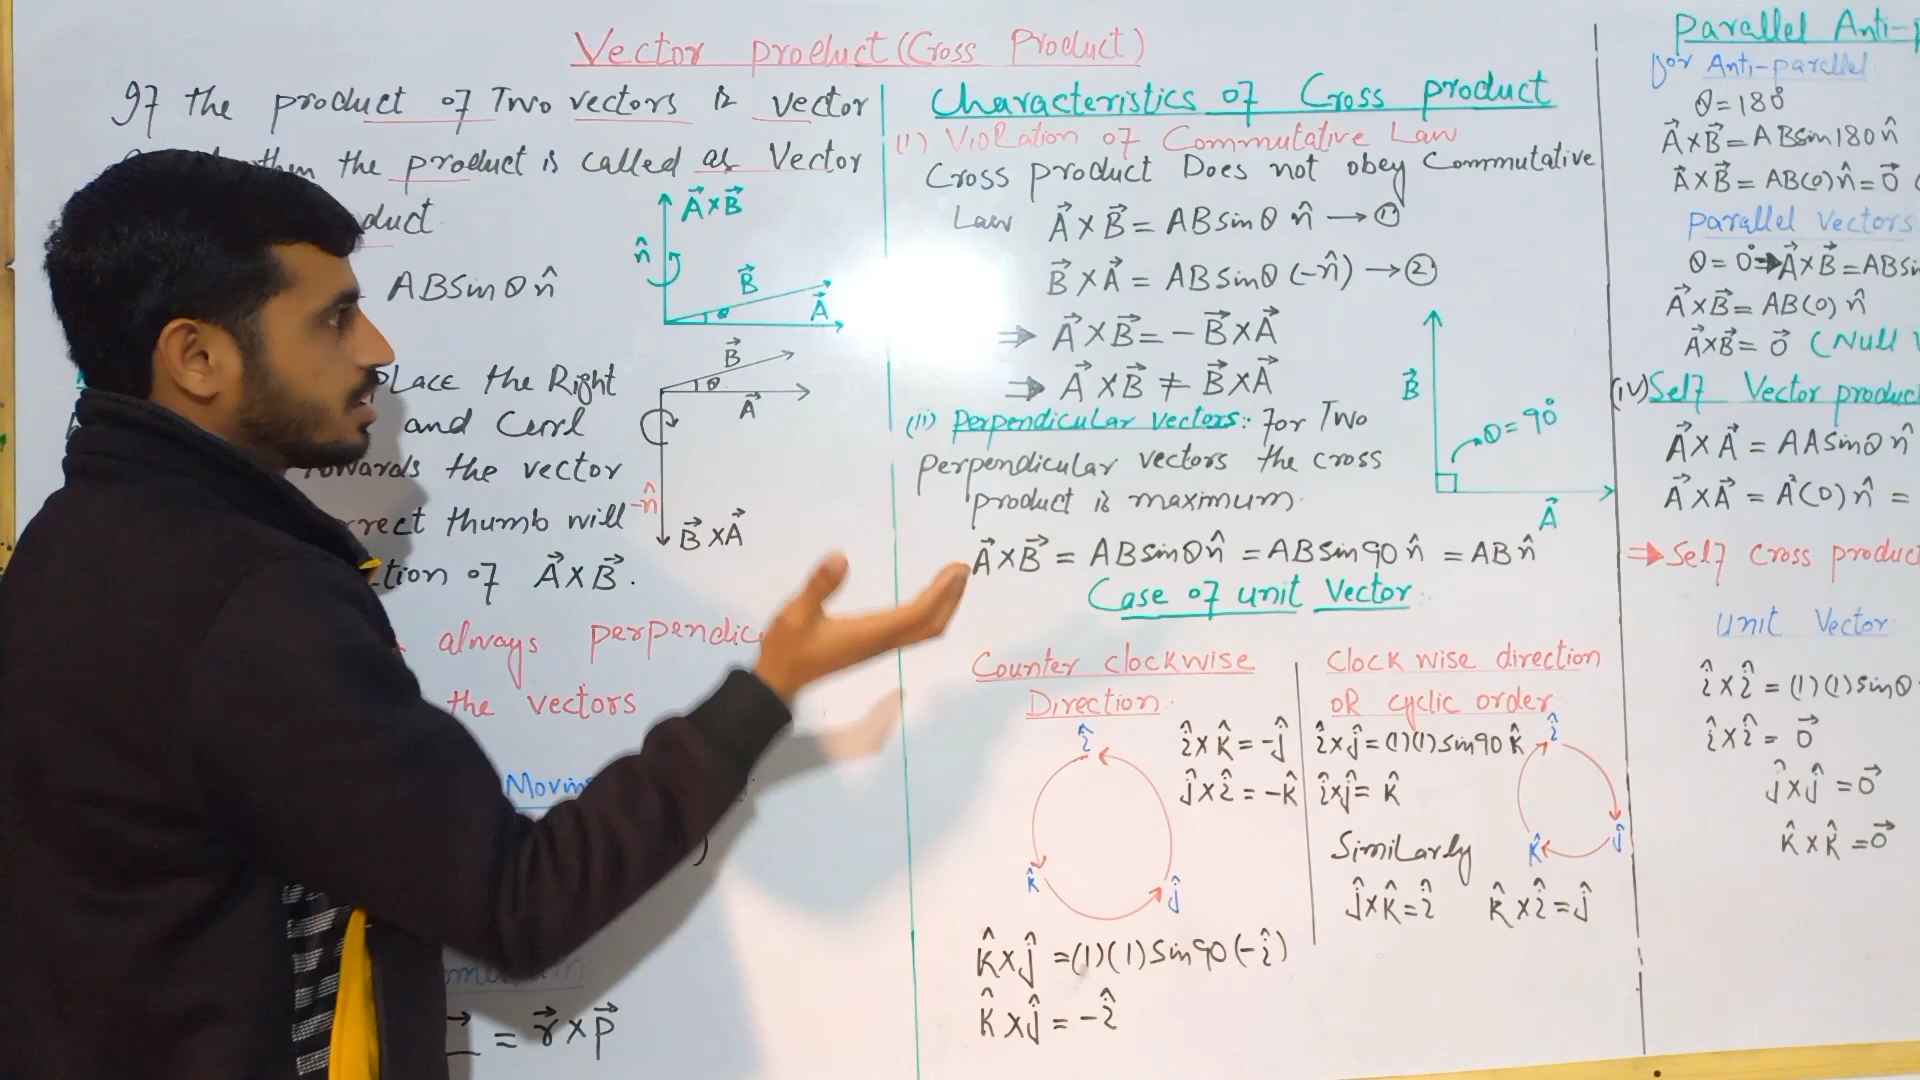 Vector product (Cross Product)
If the product of Two vectors is vector
then the product is called as Vector
duct
ABSinθ n̂
n̂
A⃗×B⃗
B⃗
θ
A⃗
B⃗
θ
A⃗
-n̂
B⃗×A⃗
place the Right
and Curl
towards the vector
rrect thumb will
ction of A⃗×B⃗.
always perpendic
the vectors
Movin
= r⃗×p⃗
Characteristics of Cross product
(i) Violation of Commutative Law
Cross product Does not obey Commutative
Law A⃗×B⃗ = ABsinθ n̂ → ①
B⃗×A⃗ = ABsinθ (-n̂) → ②
⇒ A⃗×B⃗ = -B⃗×A⃗
⇒ A⃗×B⃗ ≠ B⃗×A⃗
(ii) Perpendicular vectors: For Two
perpendicular vectors the cross
product is maximum.
A⃗×B⃗ = ABsinθ n̂ = ABsin90 n̂ = AB n̂
B⃗
θ = 90°
A⃗
Case of unit Vector
Counter clockwise
Direction
î
k̂
ĵ
î×k̂ = -ĵ
ĵ×î = -k̂
k̂×ĵ = (1)(1) Sin90 (-î)
k̂×ĵ = -î
Clock wise direction
OR cyclic order
î×ĵ = (1)(1) sin90 k̂
î×ĵ = k̂
î
ĵ
k̂
Similarly
ĵ×k̂ = î k̂×î = ĵ
Parallel Anti-p
for Anti-parallel
θ = 180°
A⃗×B⃗ = ABsin180 n̂
A⃗×B⃗ = AB(0) n̂ = 0⃗
Parallel Vectors
θ = 0° ⇒ A⃗×B⃗ = ABsin
A⃗×B⃗ = AB(0) n̂
A⃗×B⃗ = 0⃗ (Null
(iv) Self Vector product
A⃗×A⃗ = AAsinθ n̂
A⃗×A⃗ = A²(0) n̂ =
⇒ Self Cross product
Unit Vector
î×î = (1)(1) sinθ
î×î = 0⃗
ĵ×ĵ = 0⃗
k̂×k̂ = 0⃗